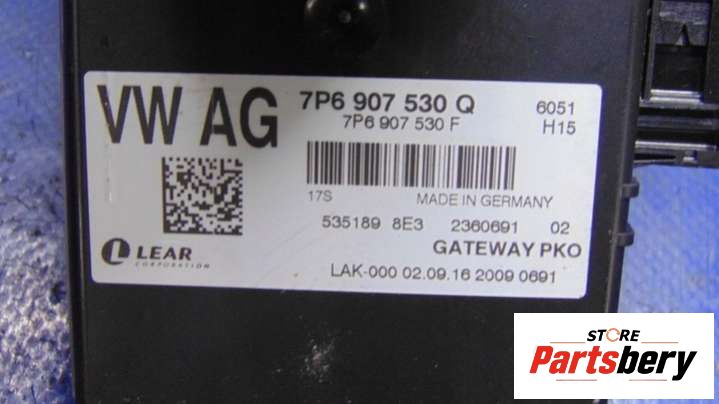 VW AG
7P6 907 530 Q
6051
7P6 907 530 F
H15
17S
MADE IN GERMANY
535189 8E3 2360691 02
GATEWAY PKO
LEAR
CORPORATION
LAK-000 02.09.16 2009 0691
STORE
Partsbery